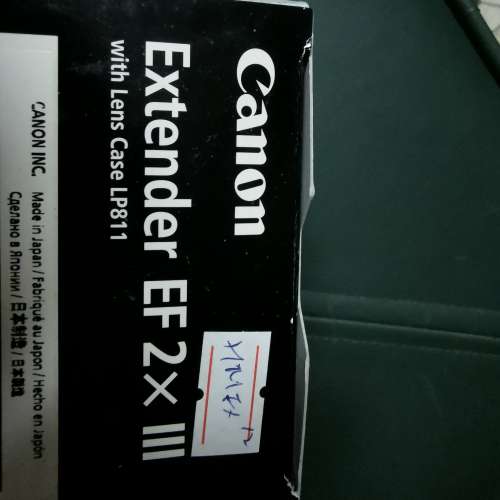 Canon
Extender EF 2× III
with Lens Case LP811
CANON INC. Made in Japan / Fabriqué au Japon / Hecho en Japón
Сделано в Японии / 日本制造 / 日本製造